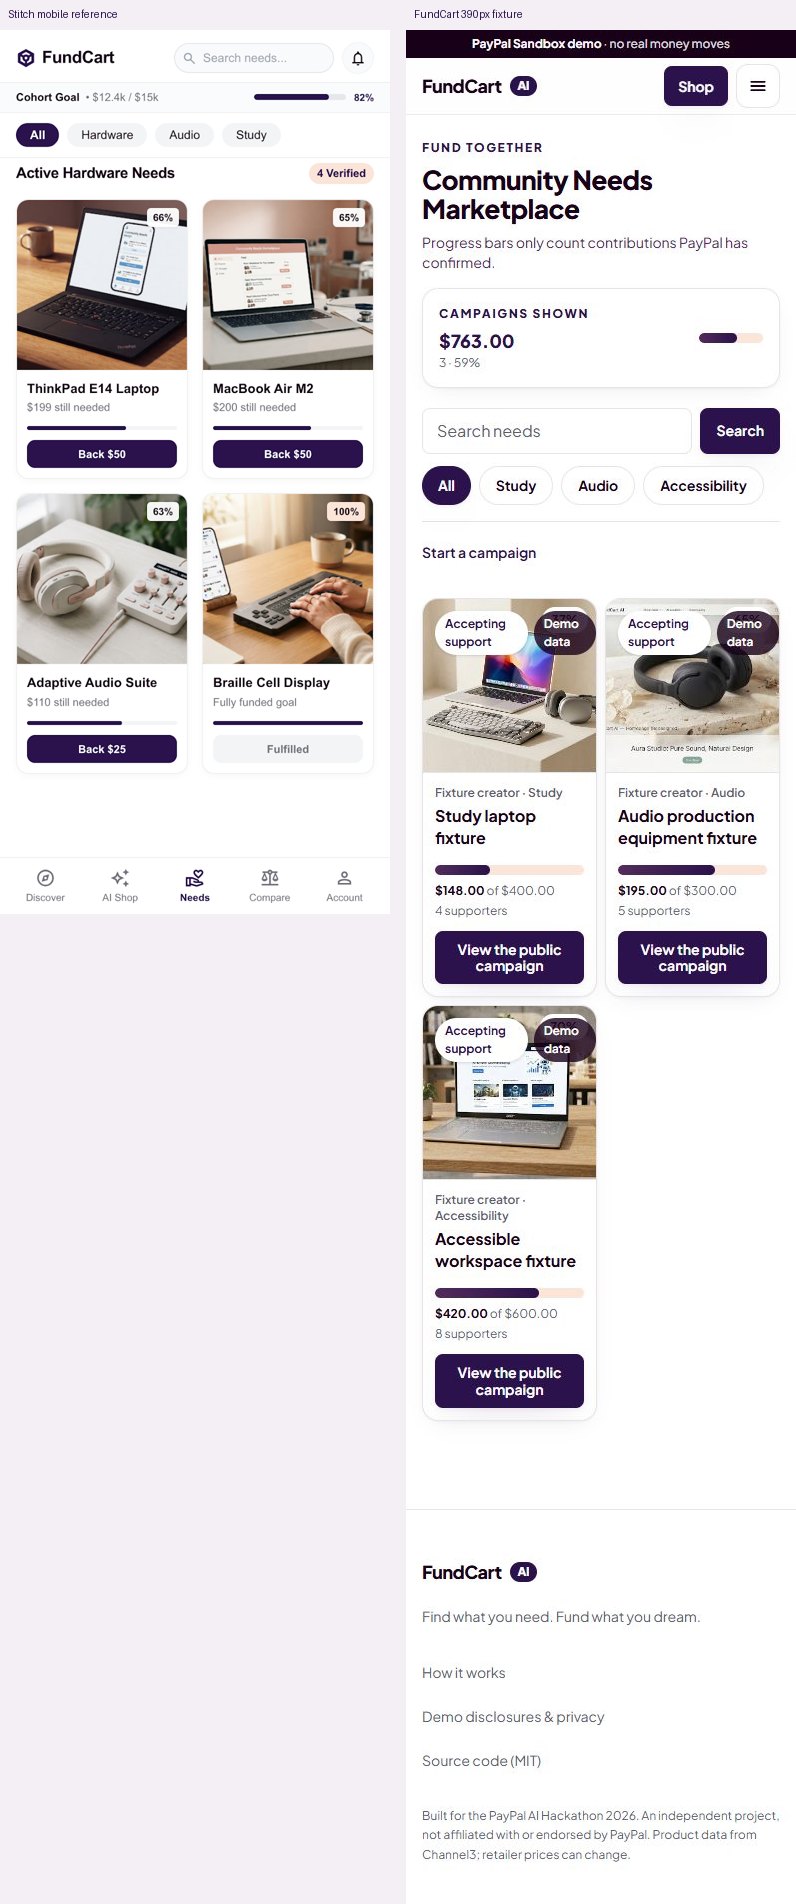 Stitch mobile reference
FundCart
Search needs...
Cohort Goal • $12.4k / $15k
82%
All
Hardware
Audio
Study
Active Hardware Needs
4 Verified
66%
ThinkPad E14 Laptop
$199 still needed
Back $50
65%
MacBook Air M2
$200 still needed
Back $50
63%
Adaptive Audio Suite
$110 still needed
Back $25
100%
Braille Cell Display
Fully funded goal
Fulfilled
Discover
AI Shop
Needs
Compare
Account
FundCart 390px fixture
PayPal Sandbox demo · no real money moves
FundCart AI
Shop
FUND TOGETHER
Community Needs
Marketplace
Progress bars only count contributions PayPal has
confirmed.
CAMPAIGNS SHOWN
$763.00
3 · 59%
Search needs
Search
All
Study
Audio
Accessibility
Start a campaign
Accepting
support
Demo
data
Fixture creator · Study
Study laptop
fixture
$148.00 of $400.00
4 supporters
View the public
campaign
Accepting
support
Demo
data
Aura Studio: Pure Sound, Natural Design
Fixture creator · Audio
Audio production
equipment fixture
$195.00 of $300.00
5 supporters
View the public
campaign
Accepting
support
Demo
data
Fixture creator ·
Accessibility
Accessible
workspace fixture
$420.00 of $600.00
8 supporters
View the public
campaign
FundCart AI
Find what you need. Fund what you dream.
How it works
Demo disclosures & privacy
Source code (MIT)
Built for the PayPal AI Hackathon 2026. An independent project,
not affiliated with or endorsed by PayPal. Product data from
Channel3; retailer prices can change.